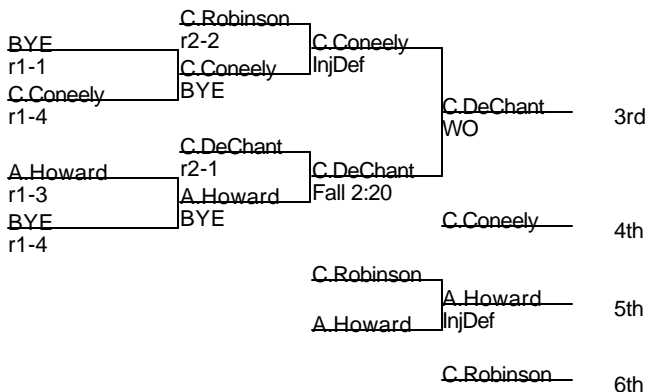 C.Robinson
BYE
r2-2
C.Coneely
r1-1
C.Coneely
InjDef
C.Coneely
BYE
r1-4
C.DeChant
3rd
WO
C.DeChant
A.Howard
r2-1
C.DeChant
r1-3
A.Howard
Fall 2:20
BYE
BYE
C.Coneely
4th
r1-4
C.Robinson
A.Howard
5th
A.Howard
InjDef
C.Robinson
6th